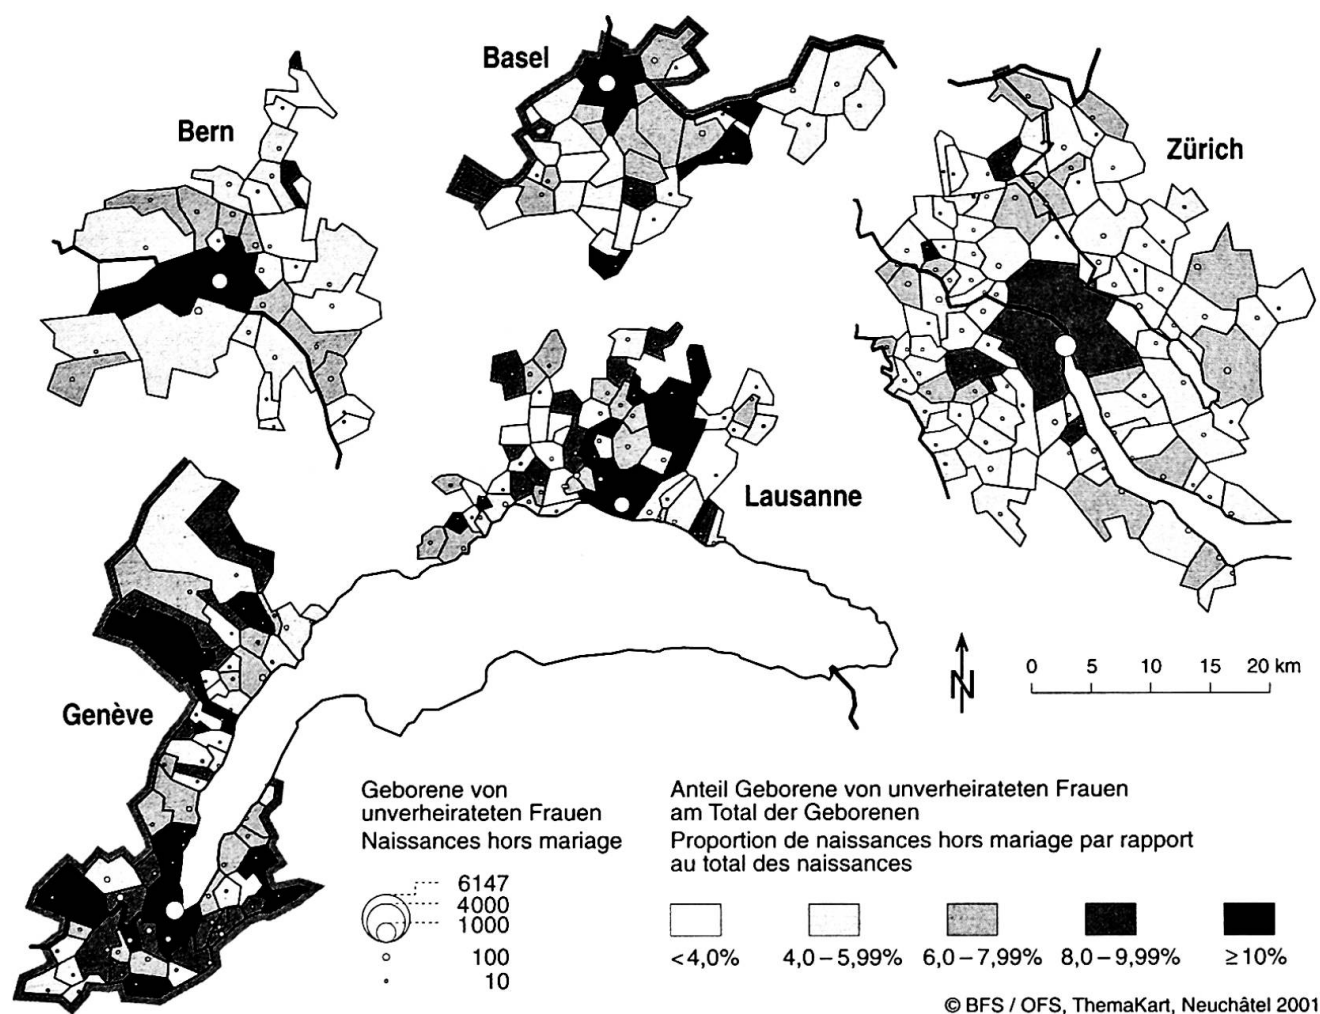 Basel
Bern
Zürich
Lausanne
Genève
N
0 5 10 15 20 km
Geborene von
unverheirateten Frauen
Naissances hors mariage
6147
4000
1000
100
10
Anteil Geborene von unverheirateten Frauen
am Total der Geborenen
Proportion de naissances hors mariage par rapport
au total des naissances
<4,0% 4,0–5,99% 6,0–7,99% 8,0–9,99% ≥10%
© BFS / OFS, ThemaKart, Neuchâtel 2001